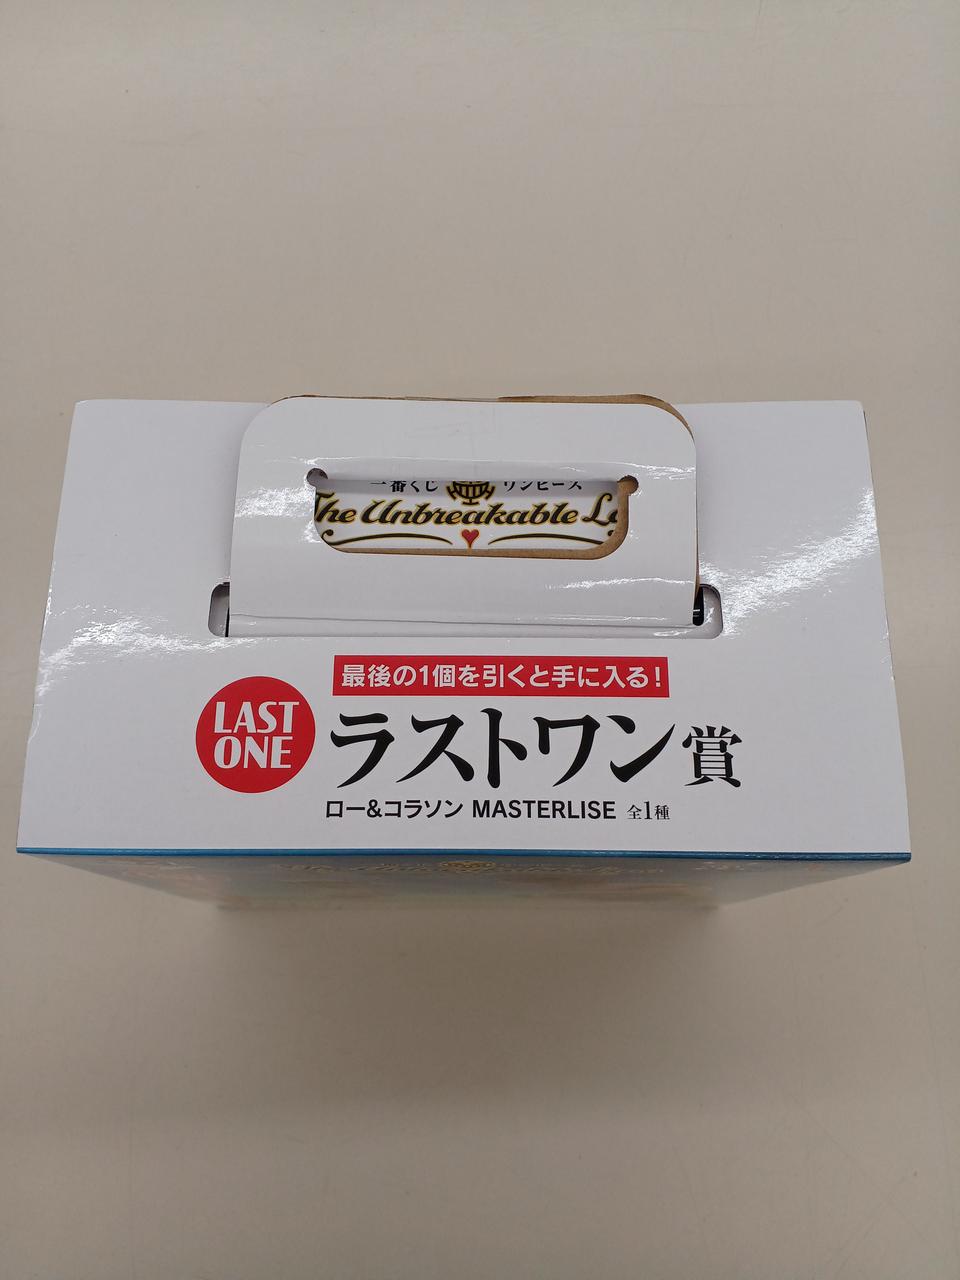 一番くじ ワンピース
The Unbreakable
最後の1個を引くと手に入る!
LAST
ONE
ラストワン賞
ロー&コラソン MASTERLISE 全1種